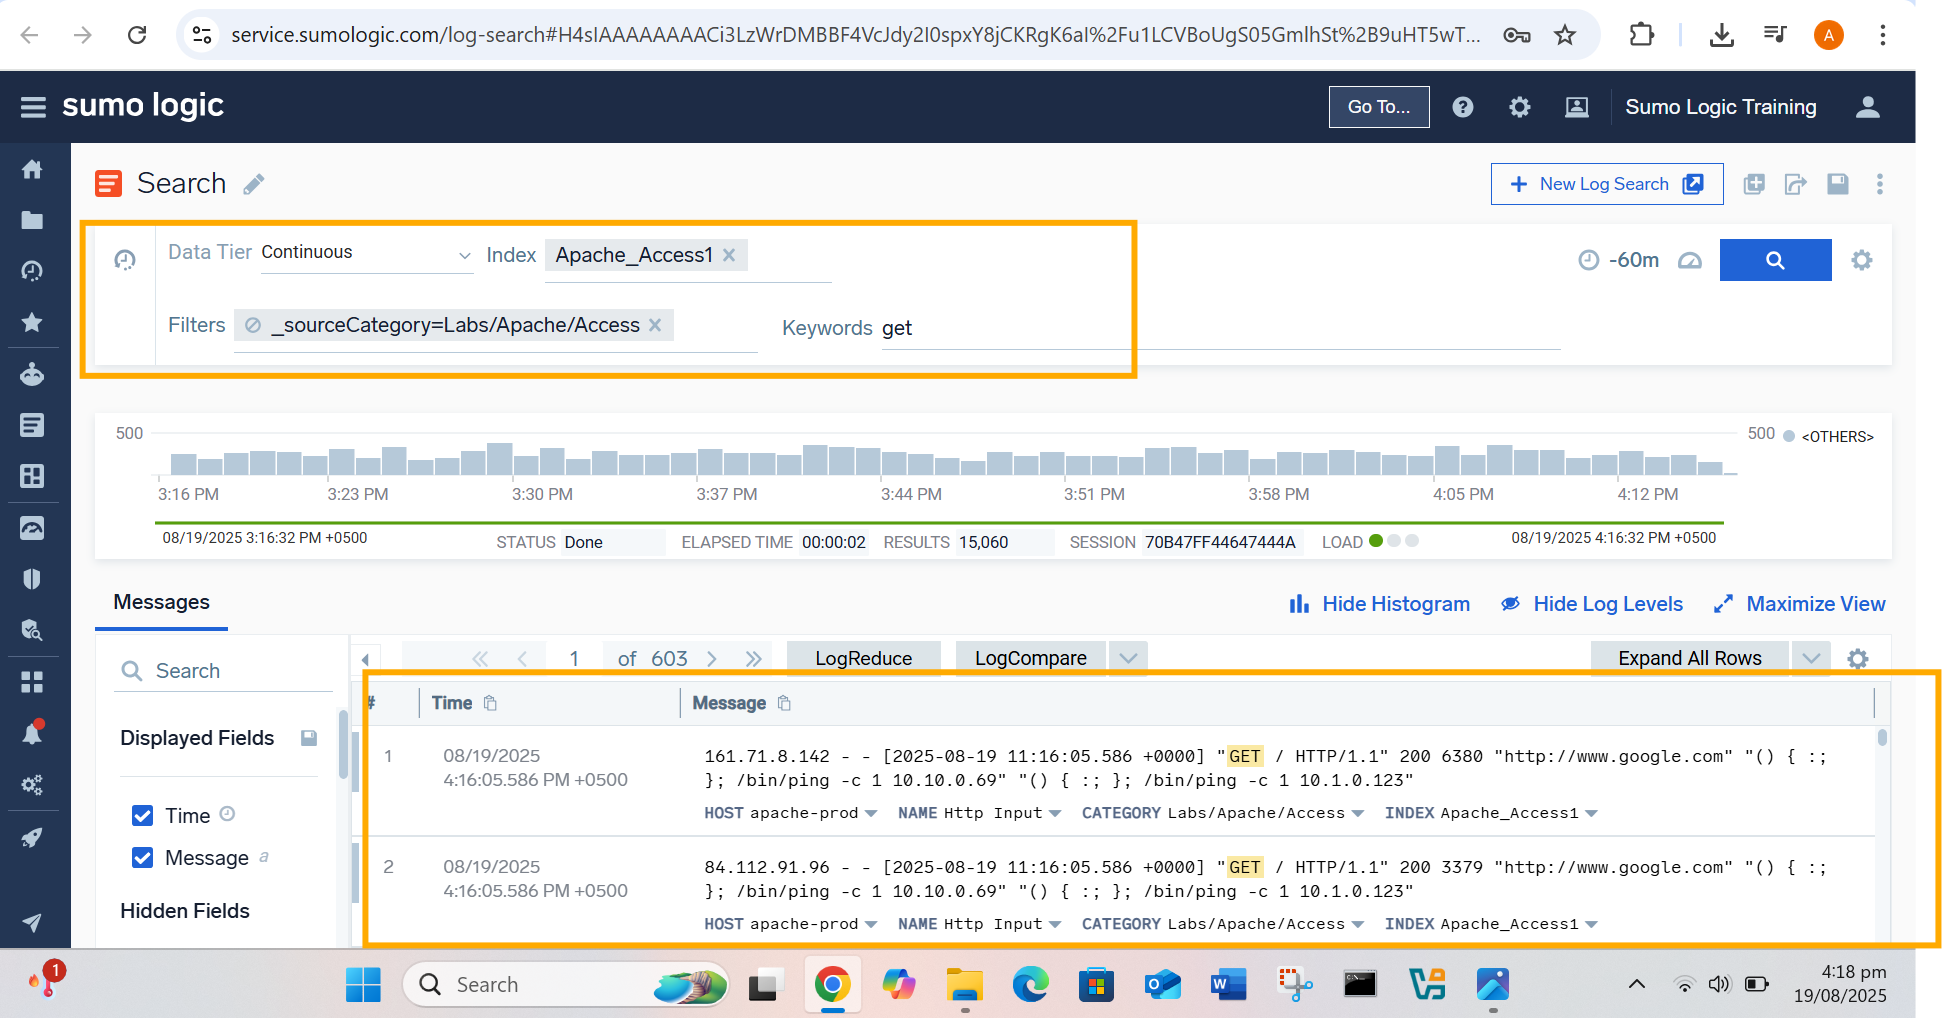 service.sumologic.com/log-search#H4sIAAAAAAAACi3LzWrDMBBF4VcJdy2I0spxY8jCKRgK6aI%2Fu1LCVBoUgS05GmlhSt%2B9uHT5wT...
A
sumo logic
Go To...
Sumo Logic Training
Search
+ New Log Search
Data Tier Continuous Index Apache_Access1
-60m
Filters _sourceCategory=Labs/Apache/Access Keywords get
500
500 <OTHERS>
3:16 PM 3:23 PM 3:30 PM 3:37 PM 3:44 PM 3:51 PM 3:58 PM 4:05 PM 4:12 PM
08/19/2025 3:16:32 PM +0500
STATUS Done ELAPSED TIME 00:00:02 RESULTS 15,060 SESSION 70B47FF44647444A LOAD
08/19/2025 4:16:32 PM +0500
Messages
Hide Histogram Hide Log Levels Maximize View
Search
1 of 603 LogReduce LogCompare Expand All Rows
# Time Message
Displayed Fields
Time
Message a
Hidden Fields
1 08/19/2025
4:16:05.586 PM +0500
161.71.8.142 - - [2025-08-19 11:16:05.586 +0000] "GET / HTTP/1.1" 200 6380 "http://www.google.com" "() { :;
}; /bin/ping -c 1 10.10.0.69" "() { :; }; /bin/ping -c 1 10.1.0.123"
HOST apache-prod NAME Http Input CATEGORY Labs/Apache/Access INDEX Apache_Access1
2 08/19/2025
4:16:05.586 PM +0500
84.112.91.96 - - [2025-08-19 11:16:05.586 +0000] "GET / HTTP/1.1" 200 3379 "http://www.google.com" "() { :;
}; /bin/ping -c 1 10.10.0.69" "() { :; }; /bin/ping -c 1 10.1.0.123"
HOST apache-prod NAME Http Input CATEGORY Labs/Apache/Access INDEX Apache_Access1
1
Search
4:18 pm
19/08/2025